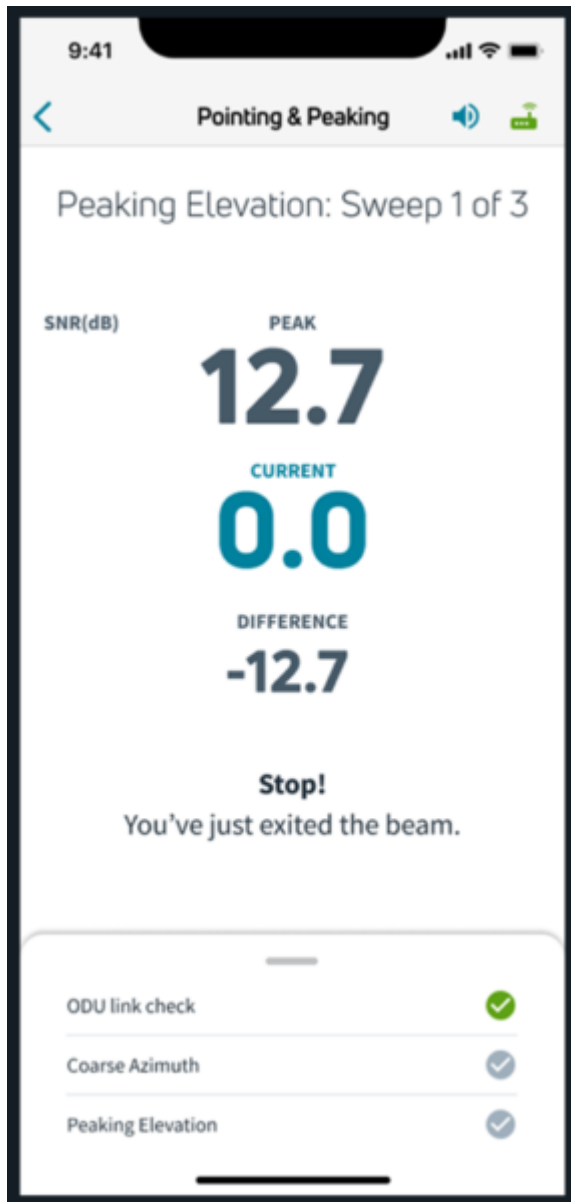 9:41
Pointing & Peaking
Peaking Elevation: Sweep 1 of 3
SNR(dB)
PEAK
12.7
CURRENT
0.0
DIFFERENCE
-12.7
Stop!
You've just exited the beam.
ODU link check
Coarse Azimuth
Peaking Elevation